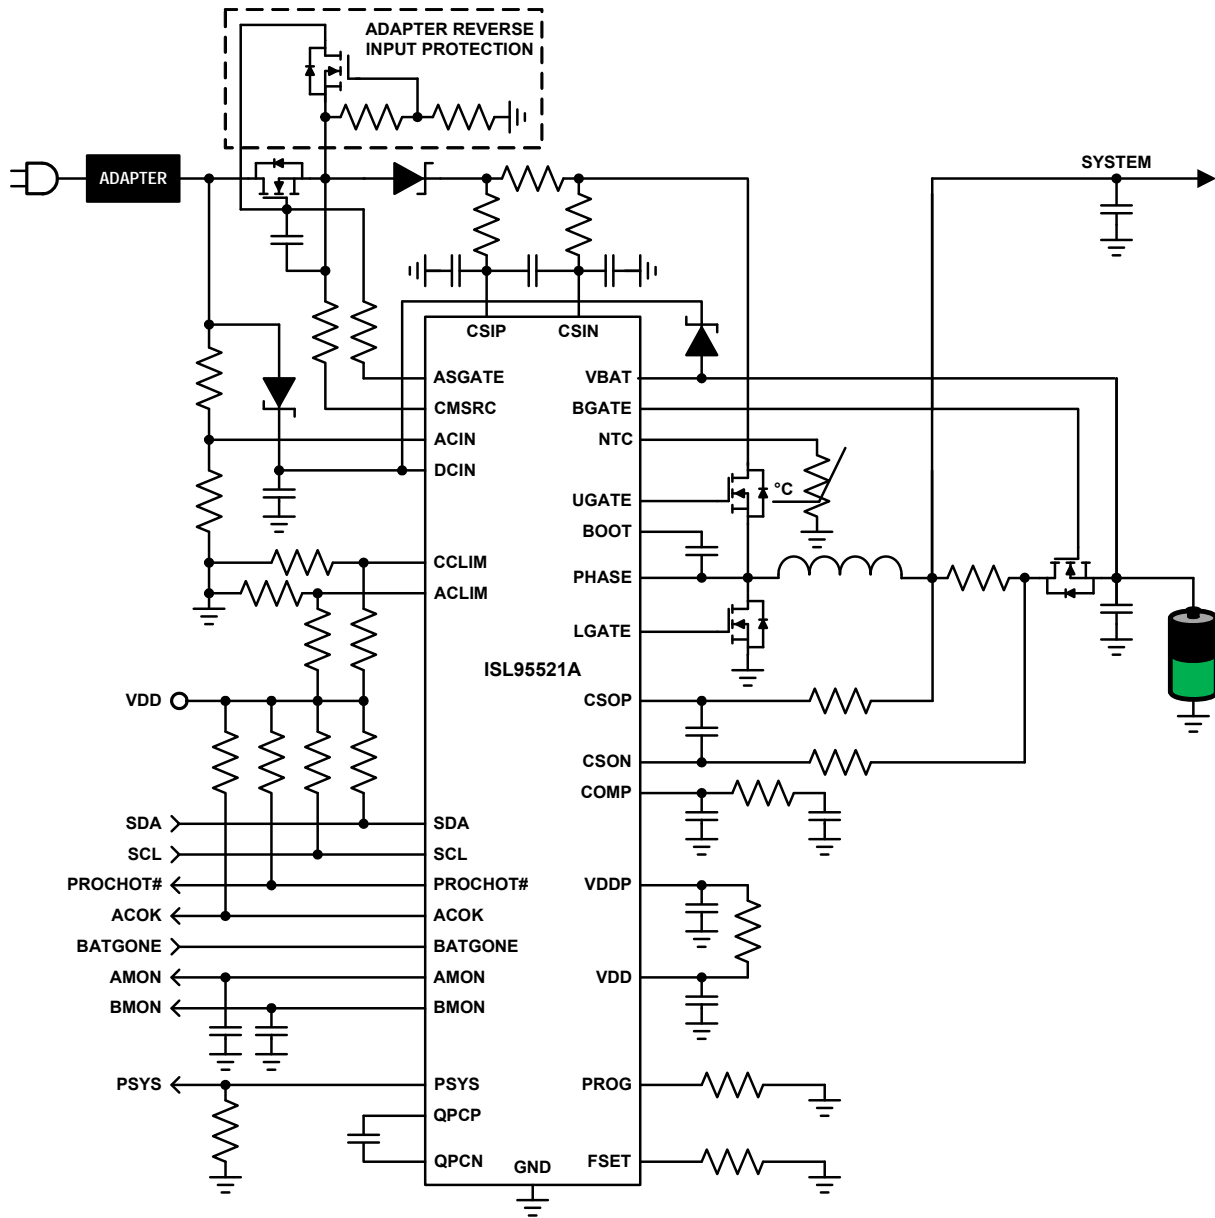 ADAPTER REVERSE
INPUT PROTECTION
ADAPTER
SYSTEM
CSIP
CSIN
ASGATE
VBAT
CMSRC
BGATE
ACIN
NTC
DCIN
°C
UGATE
BOOT
CCLIM
PHASE
ACLIM
LGATE
ISL95521A
VDD
CSOP
CSON
COMP
SDA
SDA
SCL
SCL
PROCHOT#
PROCHOT#
VDDP
ACOK
ACOK
BATGONE
BATGONE
AMON
AMON
VDD
BMON
BMON
PSYS
PSYS
PROG
QPCP
QPCN
GND
FSET